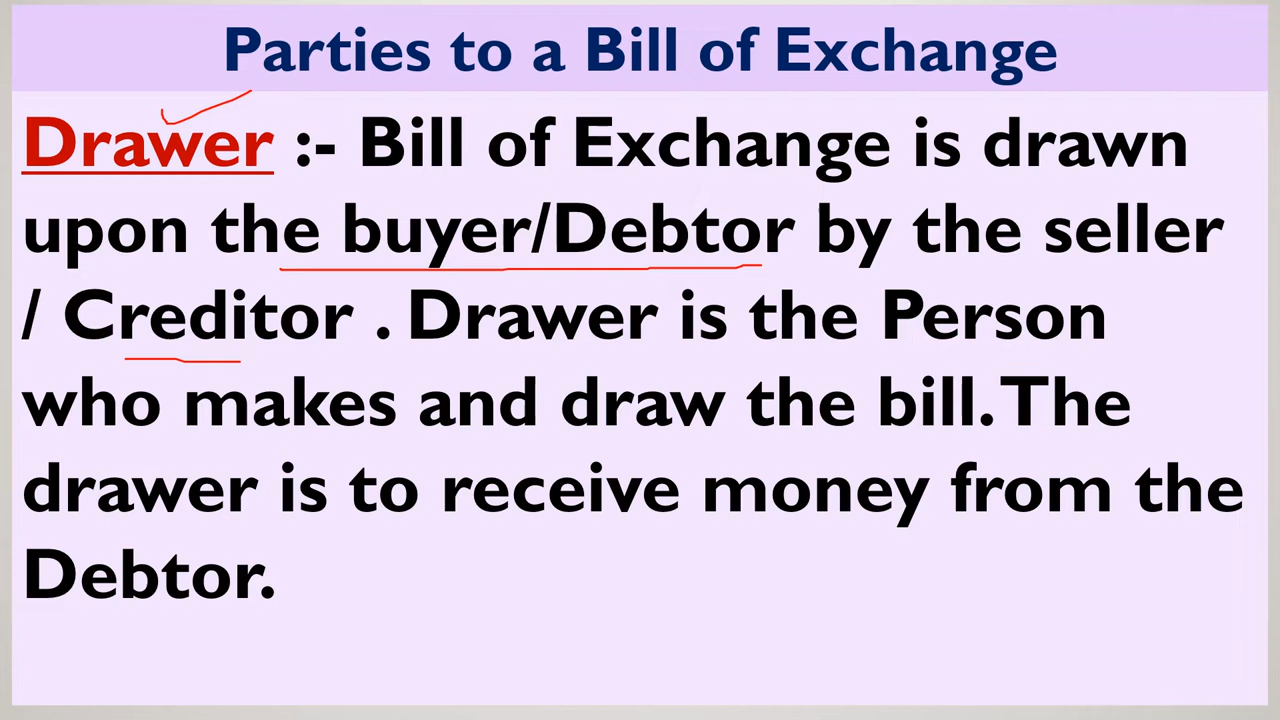 Parties to a Bill of Exchange
Drawer :- Bill of Exchange is drawn
upon the buyer/Debtor by the seller
/ Creditor . Drawer is the Person
who makes and draw the bill. The
drawer is to receive money from the
Debtor.